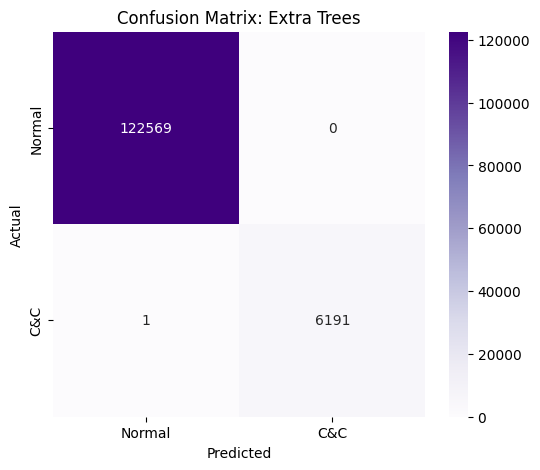 Confusion Matrix: Extra Trees
Normal
C&C
Actual
122569
0
1
6191
Normal
C&C
Predicted
120000
100000
80000
60000
40000
20000
0